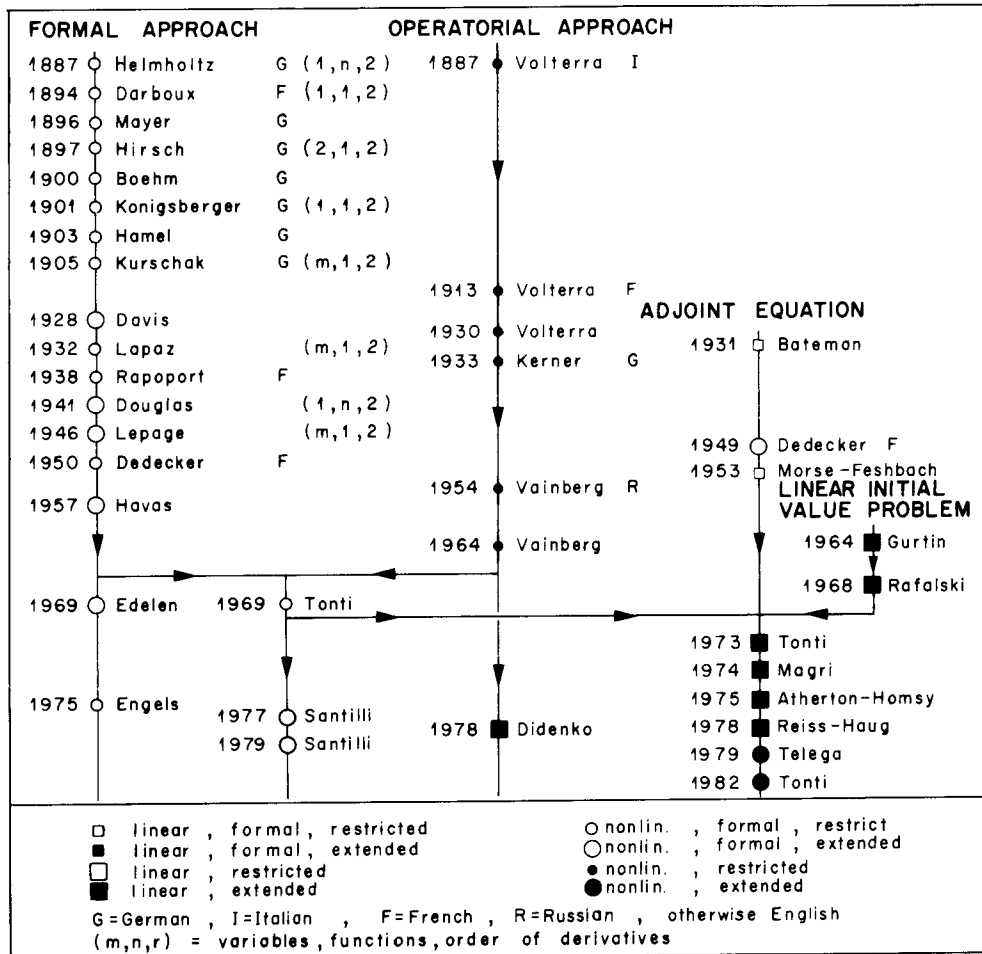 FORMAL APPROACH
1887 Helmholtz G (1,n,2)
1894 Darboux F (1,1,2)
1896 Mayer G
1897 Hirsch G (2,1,2)
1900 Boehm G
1901 Konigsberger G (1,1,2)
1903 Hamel G
1905 Kurschak G (m,1,2)
1928 Davis
1932 Lapaz (m,1,2)
1938 Rapoport F
1941 Douglas (1,n,2)
1946 Lepage (m,1,2)
1950 Dedecker F
1957 Havas
1969 Edelen
1975 Engels
1969 Tonti
1977 Santilli
1979 Santilli
OPERATORIAL APPROACH
1887 Volterra I
1913 Volterra F
1930 Volterra
1933 Kerner G
1954 Vainberg R
1964 Vainberg
1978 Didenko
ADJOINT EQUATION
1931 Bateman
1949 Dedecker F
1953 Morse-Feshbach
LINEAR INITIAL
VALUE PROBLEM
1964 Gurtin
1968 Rafalski
1973 Tonti
1974 Magri
1975 Atherton-Homsy
1978 Reiss-Haug
1979 Telega
1982 Tonti
linear , formal , restricted
linear , formal , extended
linear , restricted
linear , extended
nonlin. , formal , restrict
nonlin. , formal , extended
nonlin. , restricted
nonlin. , extended
G=German , I=Italian , F=French , R=Russian , otherwise English
(m,n,r) = variables, functions, order of derivatives